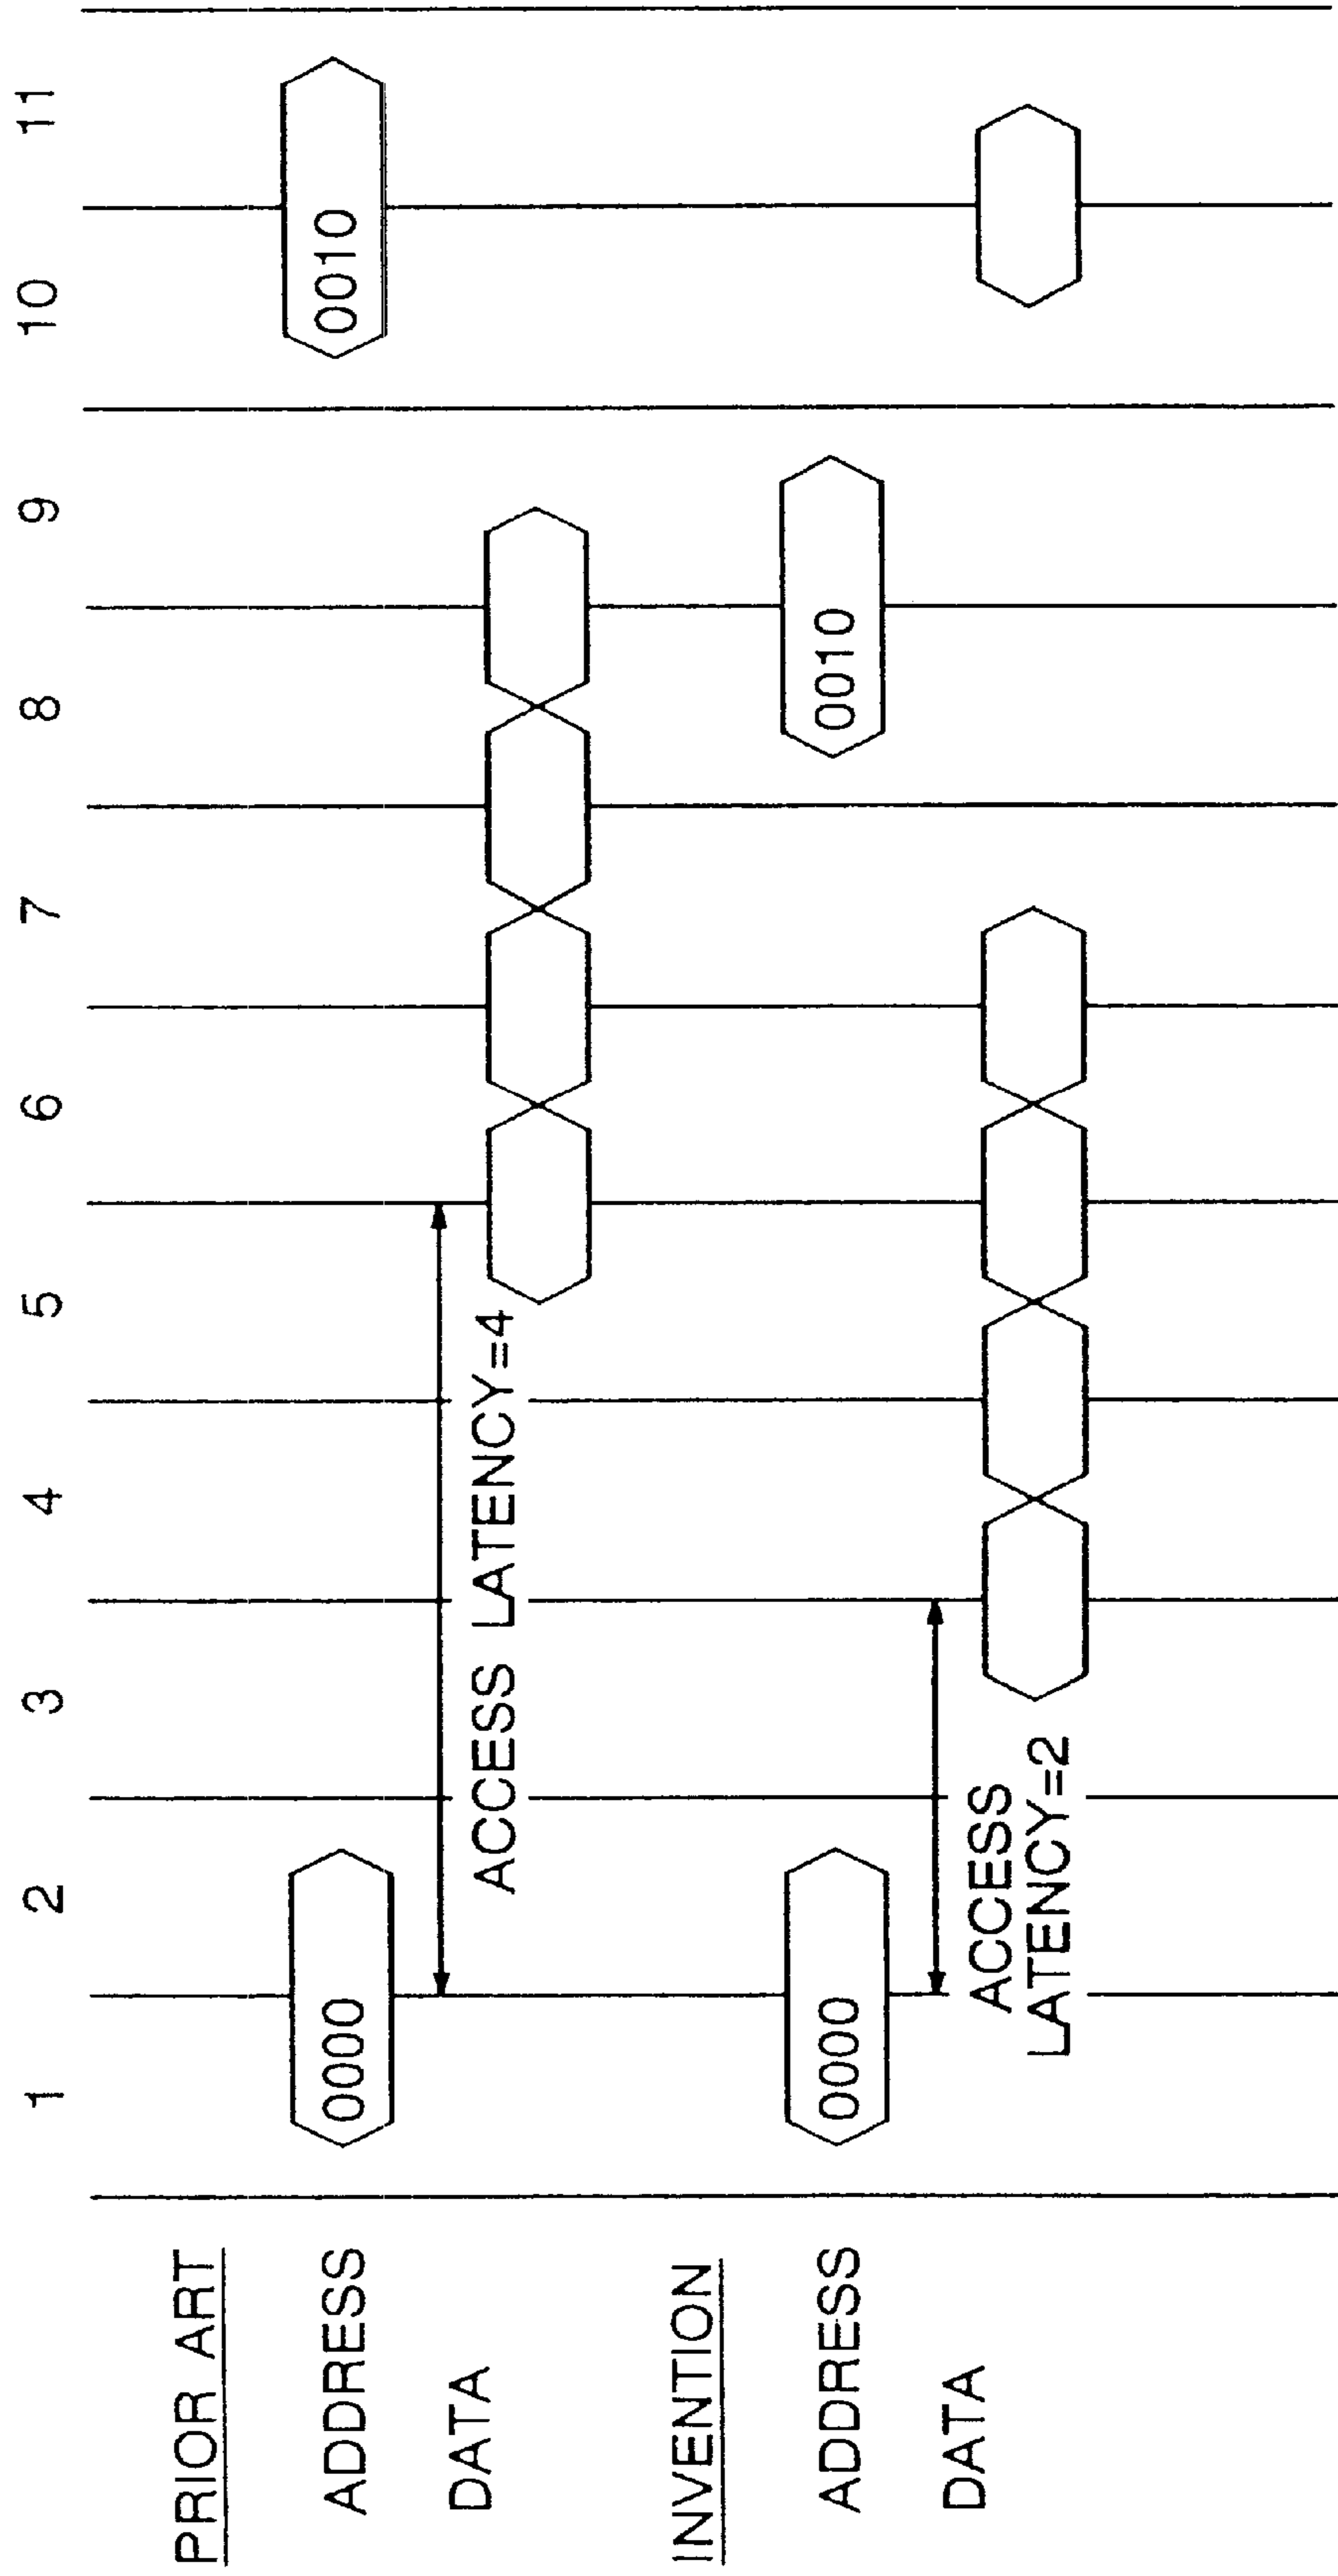 1 2 3 4 5 6 7 8 9 10 11
PRIOR ART
ADDRESS 0000 0010
DATA
ACCESS LATENCY=4
INVENTION
ADDRESS 0000 0010
DATA
ACCESS
LATENCY=2